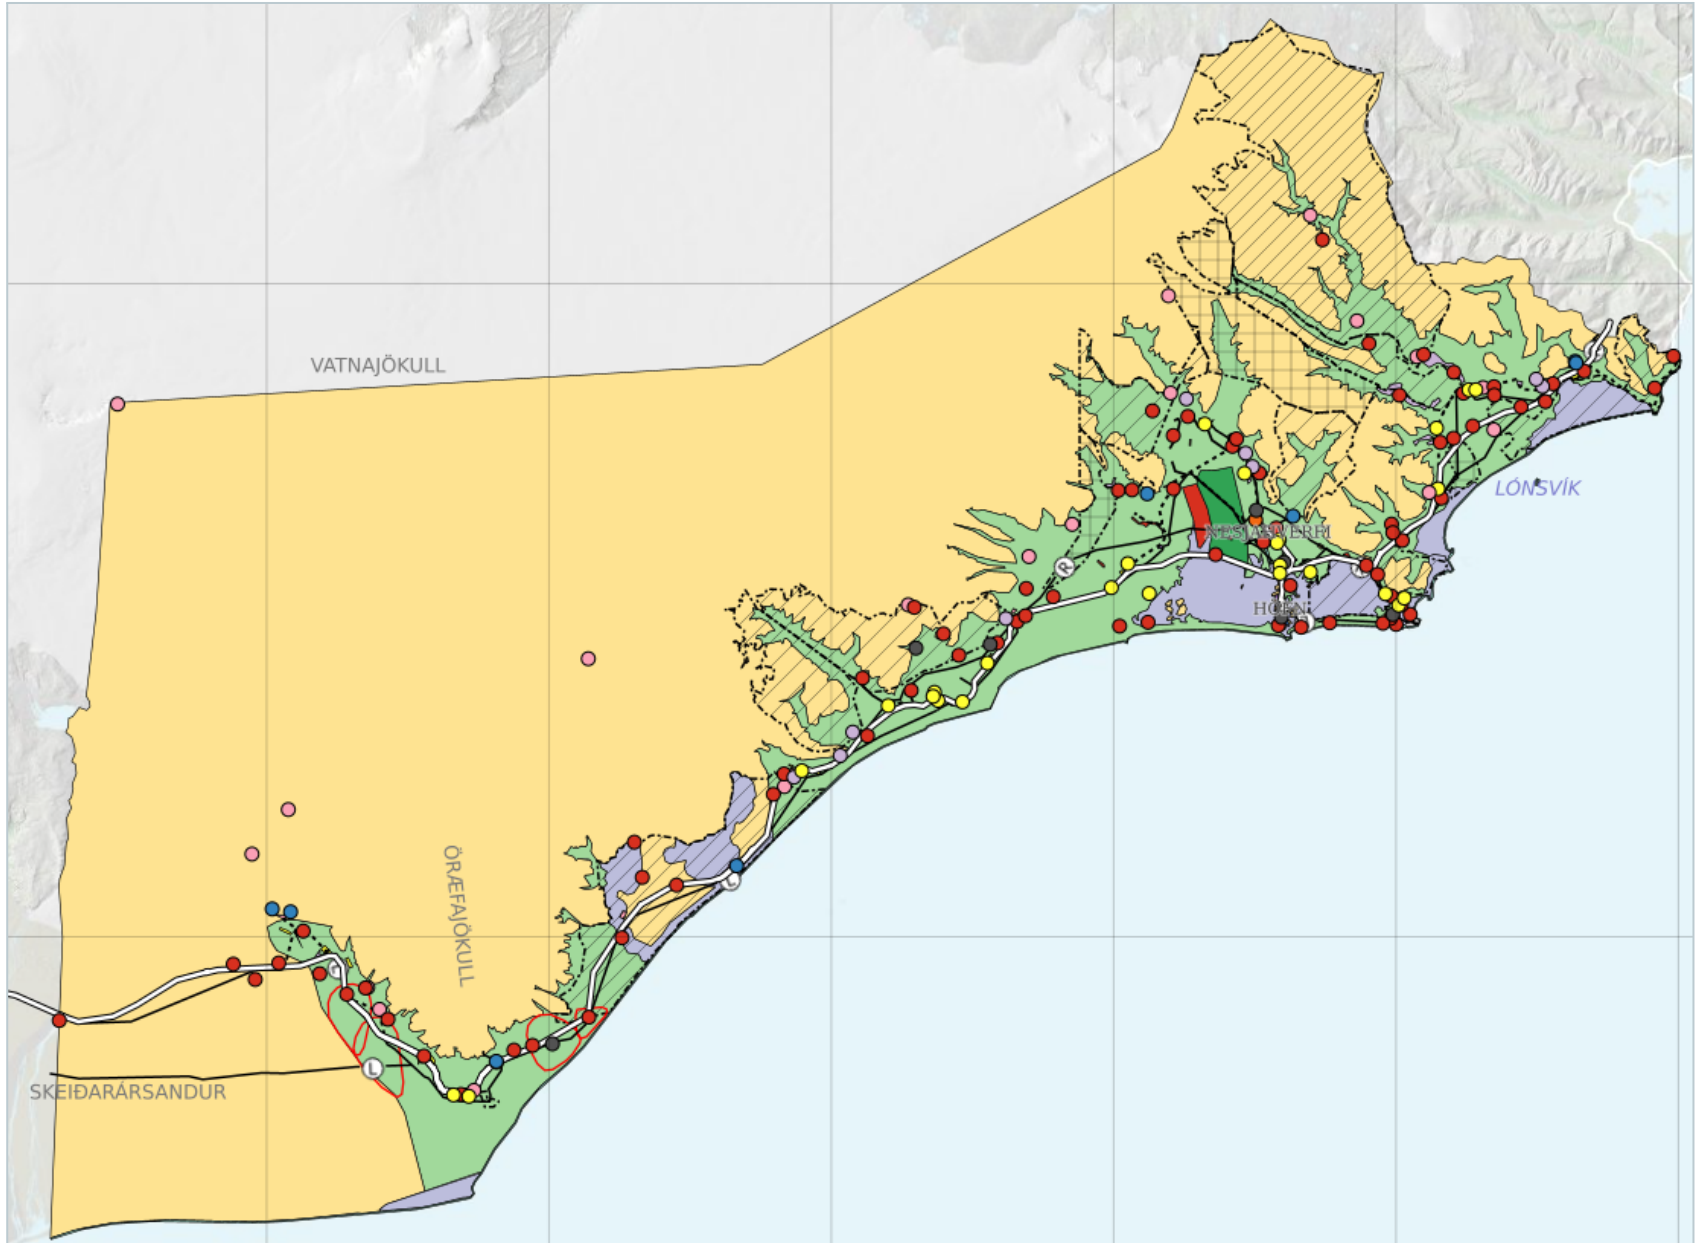 VATNAJÖKULL
LÓNSVÍK
NESJAHVERFI
R
HÖFN
ÖRÆFAJÖKULL
L
L
SKEIÐARÁRSANDUR